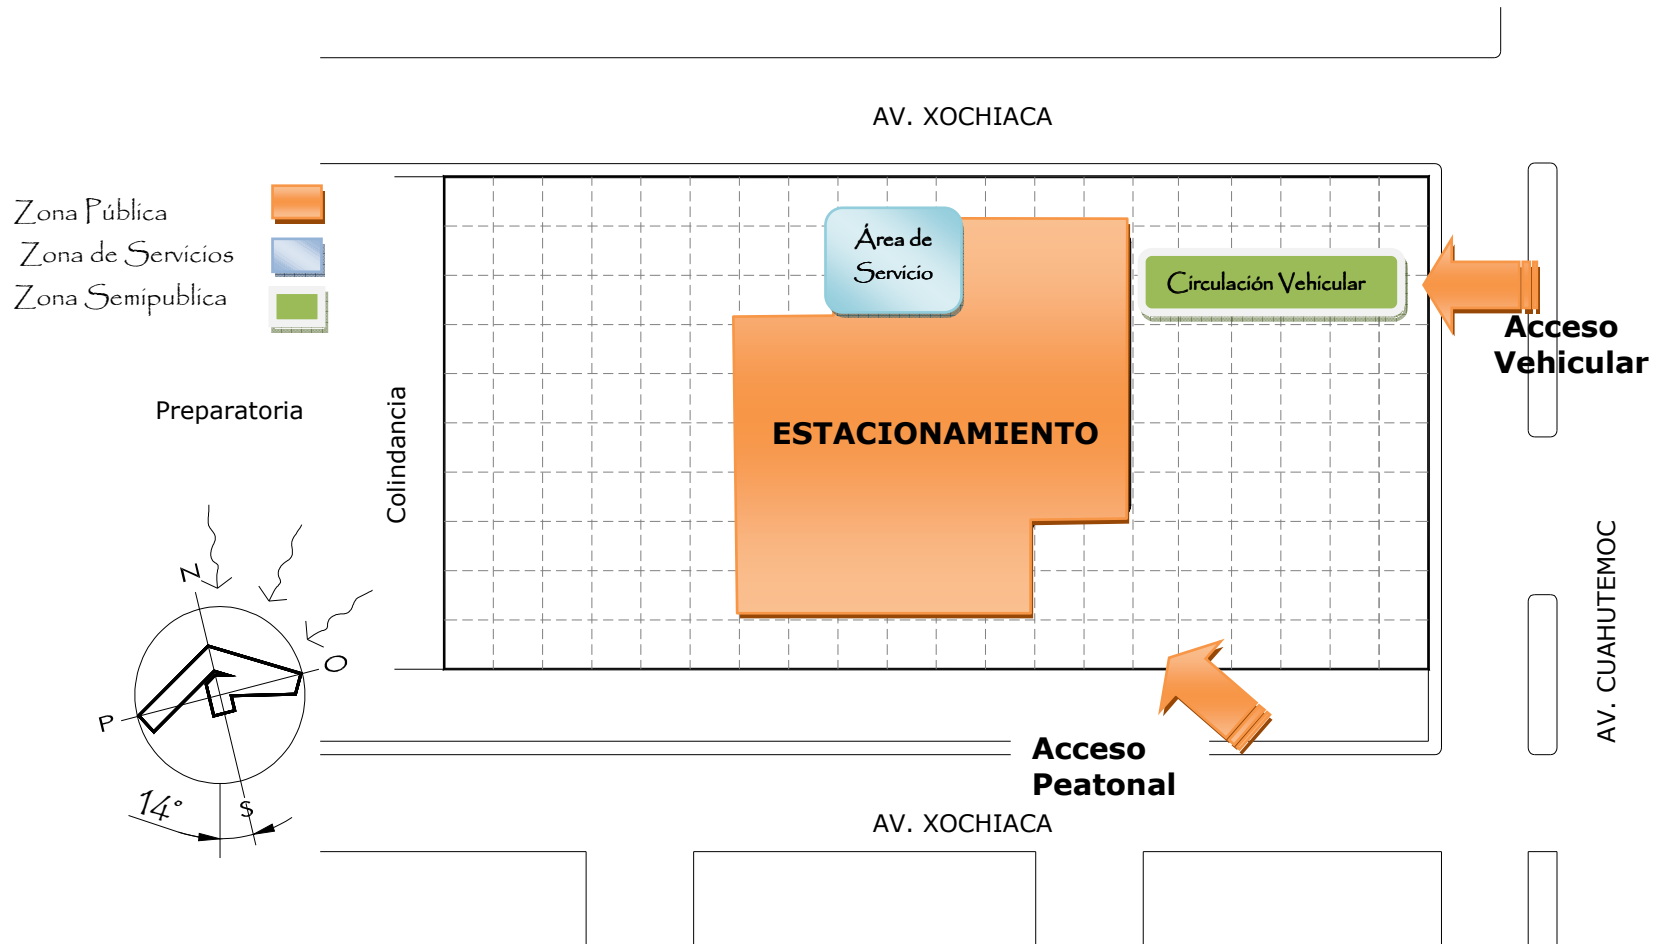 AV. XOCHIACA
Zona Pública
Zona de Servicios
Zona Semipublica
Área de
Servicio
Circulación Vehicular
Acceso
Vehicular
Preparatoria
Colindancia
ESTACIONAMIENTO
AV. CUAHUTEMOC
N
O
P
S
14°
Acceso
Peatonal
AV. XOCHIACA